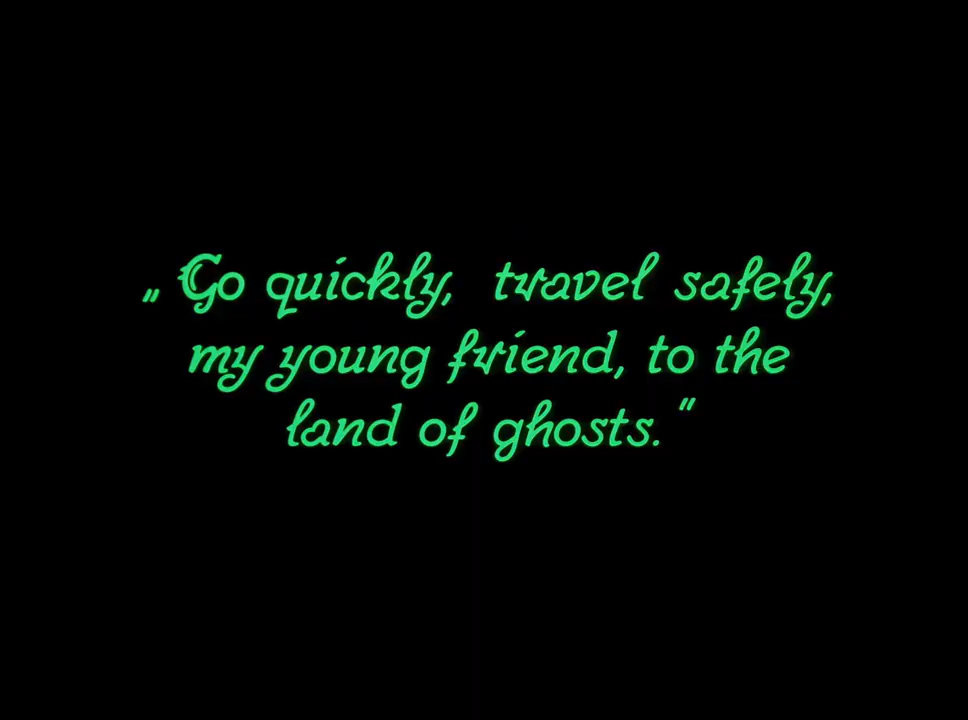 „Go quickly, travel safely,
my young friend, to the
land of ghosts.”